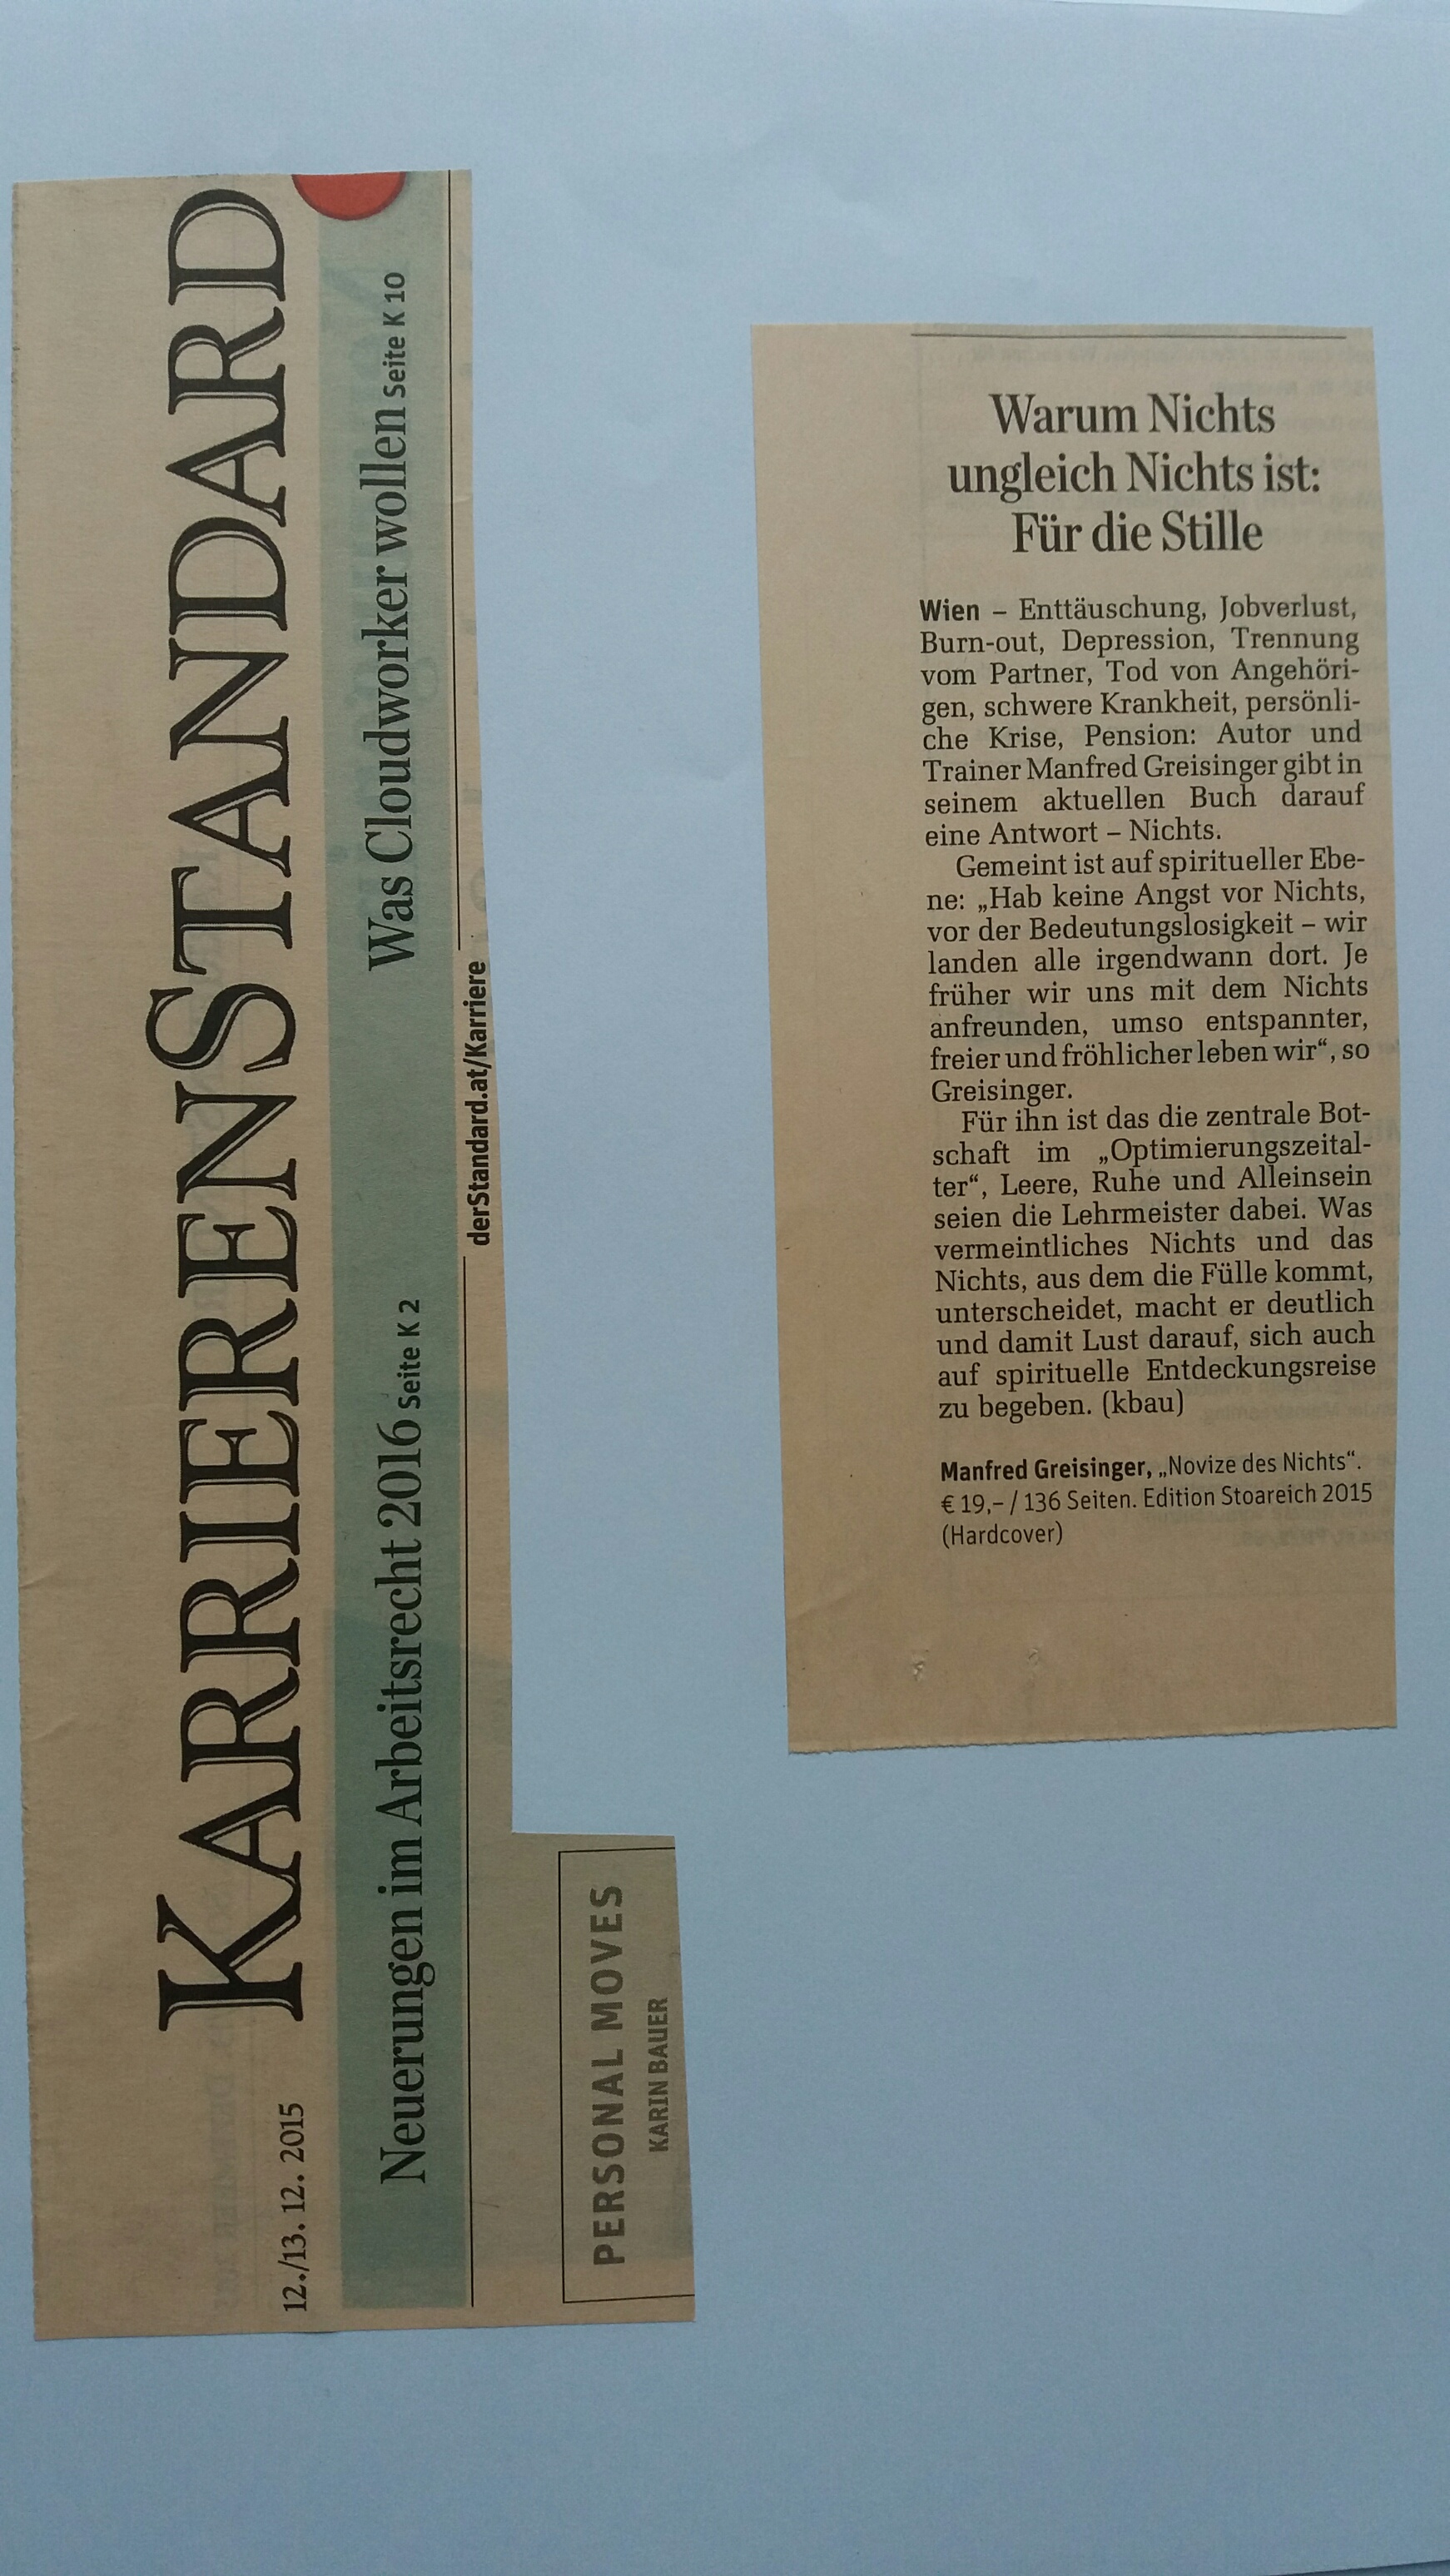 KARRIERENSTANDARD
12./13. 12. 2015
Neuerungen im Arbeitsrecht 2016 Seite K 2
Was Cloudworker wollen Seite K 10
derStandard.at/Karriere
PERSONAL MOVES
KARIN BAUER
Warum Nichts
ungleich Nichts ist:
Für die Stille
Wien – Enttäuschung, Jobverlust,
Burn-out, Depression, Trennung
vom Partner, Tod von Angehöri-
gen, schwere Krankheit, persönli-
che Krise, Pension: Autor und
Trainer Manfred Greisinger gibt in
seinem aktuellen Buch darauf
eine Antwort – Nichts.
Gemeint ist auf spiritueller Ebe-
ne: „Hab keine Angst vor Nichts,
vor der Bedeutungslosigkeit – wir
landen alle irgendwann dort. Je
früher wir uns mit dem Nichts
anfreunden, umso entspannter,
freier und fröhlicher leben wir“, so
Greisinger.
Für ihn ist das die zentrale Bot-
schaft im „Optimierungszeital-
ter“, Leere, Ruhe und Alleinsein
seien die Lehrmeister dabei. Was
vermeintliches Nichts und das
Nichts, aus dem die Fülle kommt,
unterscheidet, macht er deutlich
und damit Lust darauf, sich auch
auf spirituelle Entdeckungsreise
zu begeben. (kbau)
Manfred Greisinger, „Novize des Nichts“.
€ 19,– / 136 Seiten. Edition Stoareich 2015
(Hardcover)